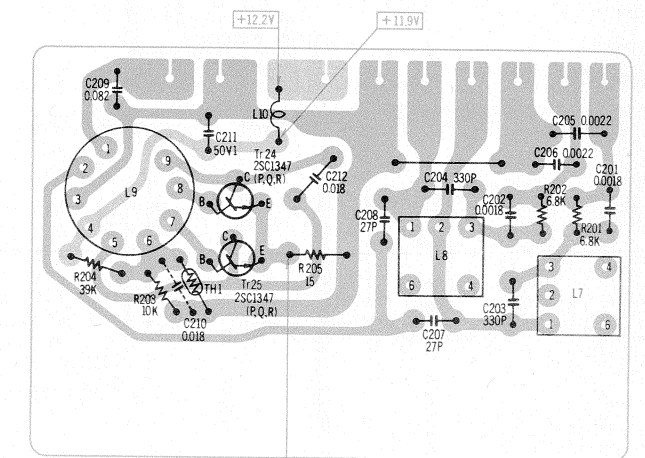 +12.2V
+11.9V
C209
0.082
L10
C211
50V1
Tr 24
2SC1347
(P,Q,R)
C212
0.018
C205 0.0022
C206 0.0022
C201
0.0018
C204 330P
R202
6.8K
C202
0.0018
R201
6.8K
C208
27P
1
2
3
4
5
6
7
8
9
L9
B
C
E
B
C
E
1
2
3
L8
6
4
3
4
2
L7
1
6
R204
39K
R203
10K
C210
0.018
TH1
Tr25
2SC1347
(P,Q,R)
R205
15
C203
330P
C207
27P